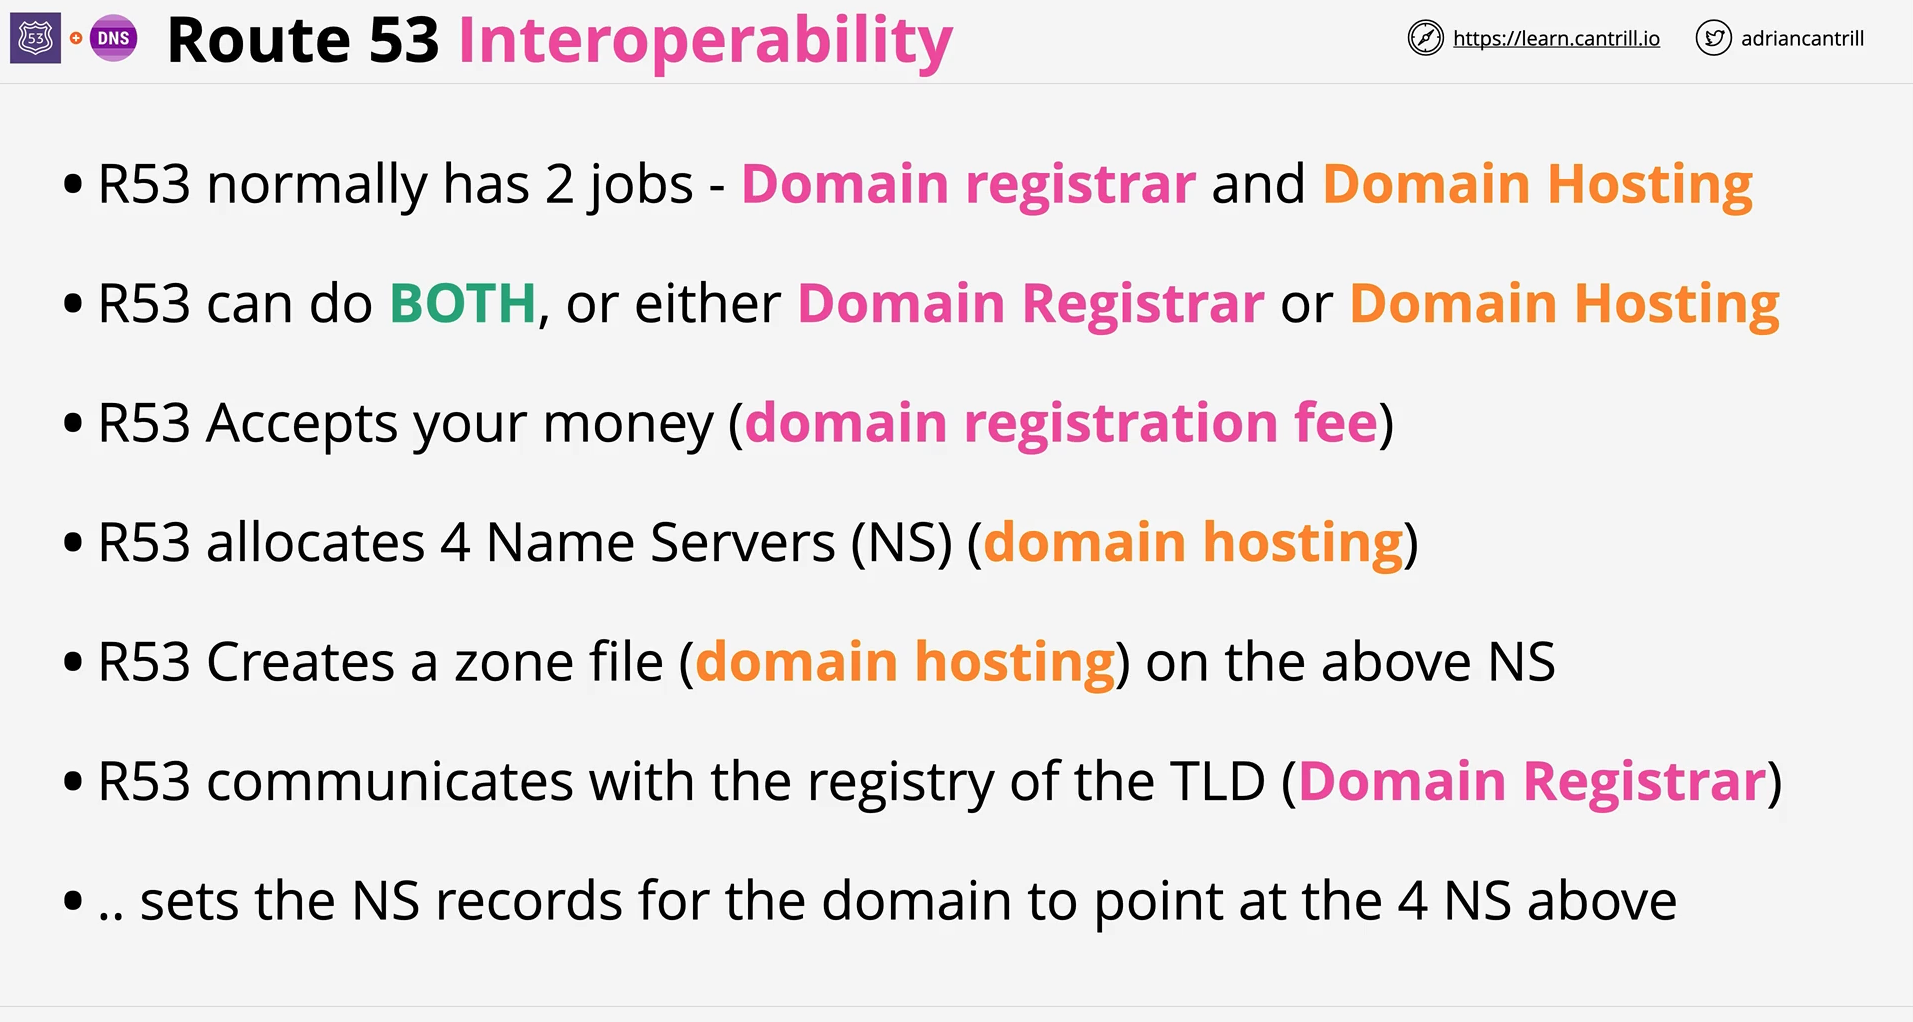 53 + DNS Route 53 Interoperability https://learn.cantrill.io adriancantrill
• R53 normally has 2 jobs - Domain registrar and Domain Hosting
• R53 can do BOTH, or either Domain Registrar or Domain Hosting
• R53 Accepts your money (domain registration fee)
• R53 allocates 4 Name Servers (NS) (domain hosting)
• R53 Creates a zone file (domain hosting) on the above NS
• R53 communicates with the registry of the TLD (Domain Registrar)
• .. sets the NS records for the domain to point at the 4 NS above